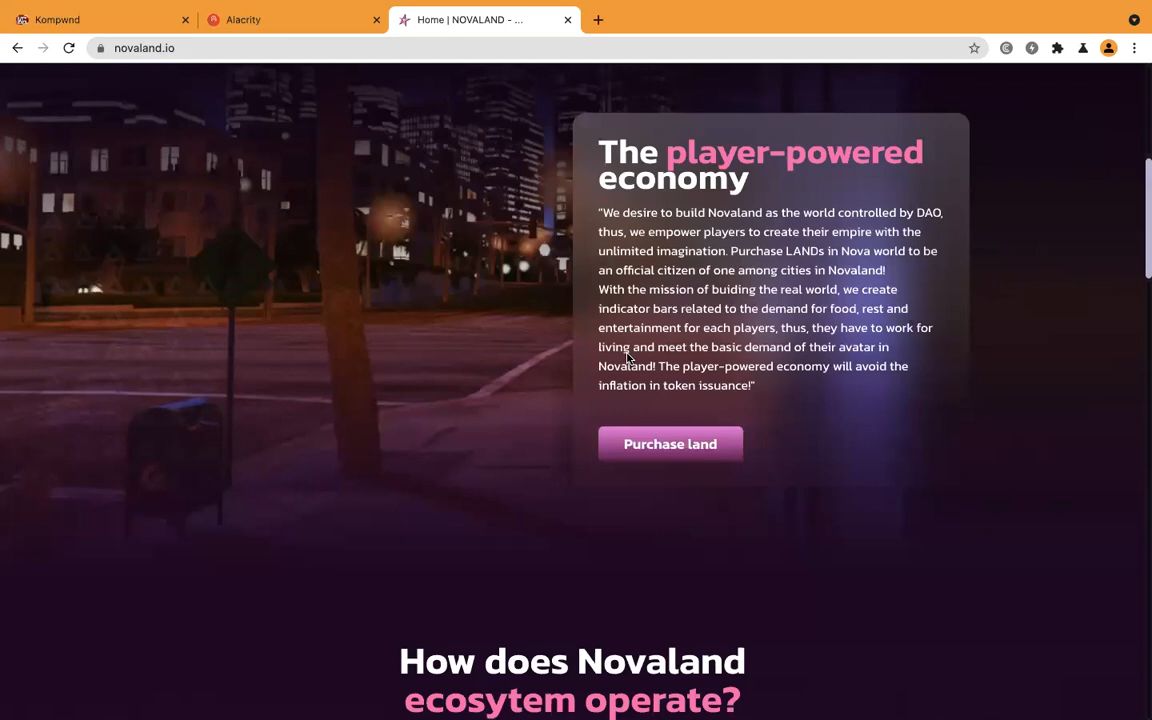 Kompwnd
Alacrity
Home | NOVALAND - ...
novaland.io
The player-powered
economy
"We desire to build Novaland as the world controlled by DAO,
thus, we empower players to create their empire with the
unlimited imagination. Purchase LANDs in Nova world to be
an official citizen of one among cities in Novaland!
With the mission of buiding the real world, we create
indicator bars related to the demand for food, rest and
entertainment for each players, thus, they have to work for
living and meet the basic demand of their avatar in
Novaland! The player-powered economy will avoid the
inflation in token issuance!"
Purchase land
How does Novaland
ecosytem operate?